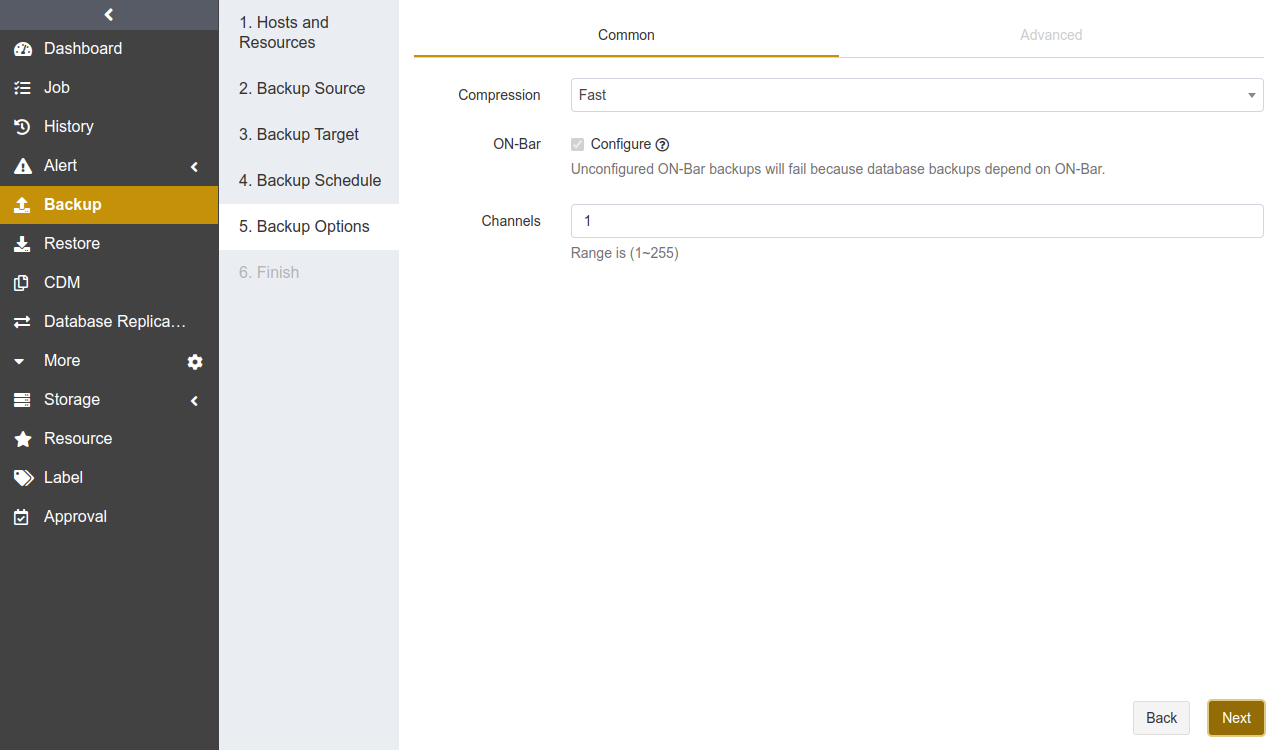 Dashboard
Job
History
Alert
Backup
Restore
CDM
Database Replica…
More
Storage
Resource
Label
Approval
1. Hosts and
Resources
2. Backup Source
3. Backup Target
4. Backup Schedule
5. Backup Options
6. Finish
Common
Advanced
Compression
Fast
ON-Bar
Configure
Unconfigured ON-Bar backups will fail because database backups depend on ON-Bar.
Channels
1
Range is (1~255)
Back
Next